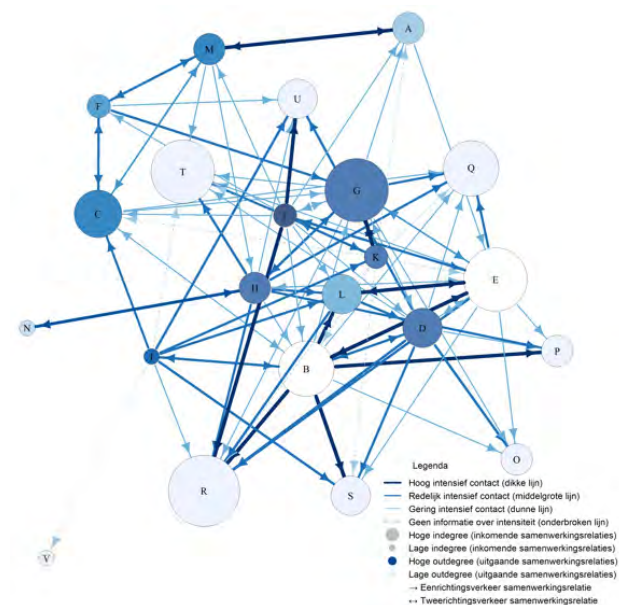 A
M
F
U
T
G
Q
C
J
K
H
L
E
N
D
I
B
P
O
R
S
V
Legenda
Hoog intensief contact (dikke lijn)
Redelijk intensief contact (middelgrote lijn)
Gering intensief contact (dunne lijn)
Geen informatie over intensiteit (onderbroken lijn)
Hoge indegree (inkomende samenwerkingsrelaties)
Lage indegree (inkomende samenwerkingsrelaties)
Hoge outdegree (uitgaande samenwerkingsrelaties)
Lage outdegree (uitgaande samenwerkingsrelaties)
→ Eenrichtingsverkeer samenwerkingsrelatie
↔ Tweerichtingsverkeer samenwerkingsrelatie